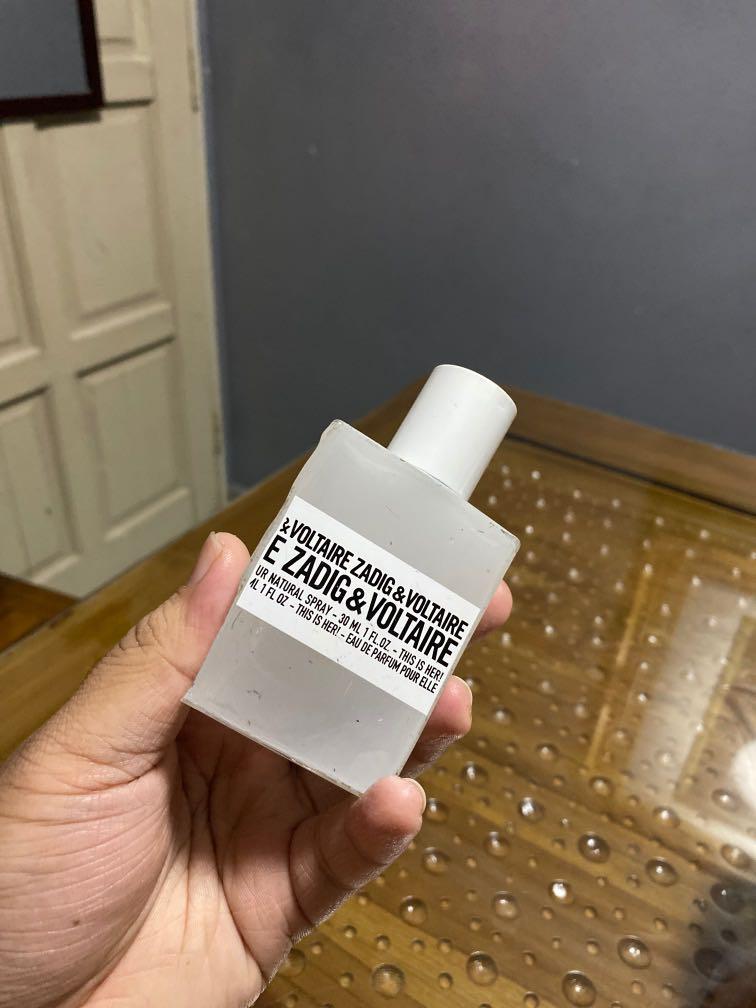 & VOLTAIRE ZADIG&VOLTAIRE
E ZADIG&VOLTAIRE
UR NATURAL SPRAY - 30 ML 1 FL.OZ. - THIS IS HER!
ML 1 FL OZ - THIS IS HER! - EAU DE PARFUM POUR ELLE